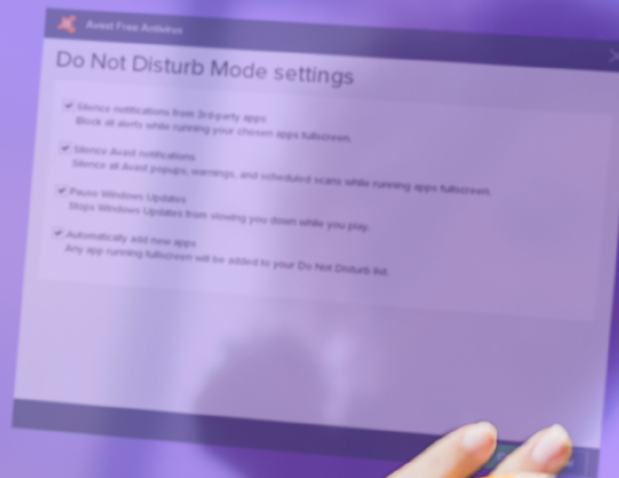 Avast Free Antivirus
Do Not Disturb Mode settings
Silence notifications from 3rd-party apps
Block all alerts while running your chosen apps fullscreen.
Silence Avast notifications
Silence all Avast popups, warnings, and scheduled scans while running apps fullscreen.
Pause Windows Updates
Stops Windows Updates from slowing you down while you play.
Automatically add new apps
Any app running fullscreen will be added to your Do Not Disturb list.